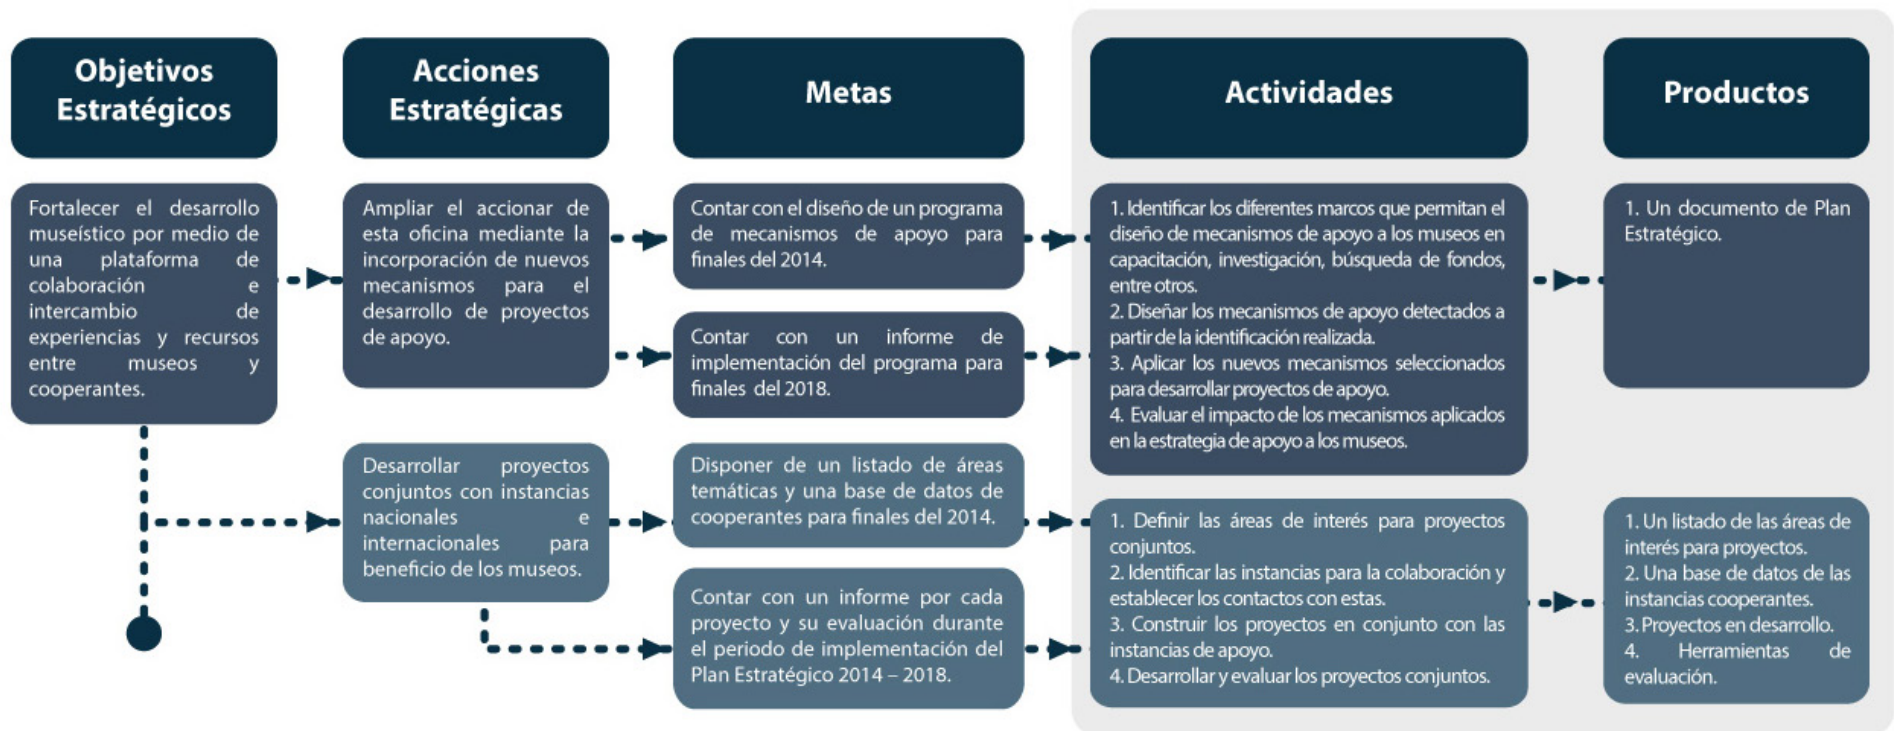 Objetivos
Estratégicos
Acciones
Estratégicas
Metas
Actividades
Productos
Fortalecer el desarrollo
museístico por medio de
una plataforma de
colaboración e
intercambio de
experiencias y recursos
entre museos y
cooperantes.
Ampliar el accionar de
esta oficina mediante la
incorporación de nuevos
mecanismos para el
desarrollo de proyectos
de apoyo.
Contar con el diseño de un programa
de mecanismos de apoyo para
finales del 2014.
Contar con un informe de
implementación del programa para
finales del 2018.
1. Identificar los diferentes marcos que permitan el
diseño de mecanismos de apoyo a los museos en
capacitación, investigación, búsqueda de fondos,
entre otros.
2. Diseñar los mecanismos de apoyo detectados a
partir de la identificación realizada.
3. Aplicar los nuevos mecanismos seleccionados
para desarrollar proyectos de apoyo.
4. Evaluar el impacto de los mecanismos aplicados
en la estrategia de apoyo a los museos.
1. Un documento de Plan
Estratégico.
Desarrollar proyectos
conjuntos con instancias
nacionales e
internacionales para
beneficio de los museos.
Disponer de un listado de áreas
temáticas y una base de datos de
cooperantes para finales del 2014.
Contar con un informe por cada
proyecto y su evaluación durante
el periodo de implementación del
Plan Estratégico 2014 – 2018.
1. Definir las áreas de interés para proyectos
conjuntos.
2. Identificar las instancias para la colaboración y
establecer los contactos con estas.
3. Construir los proyectos en conjunto con las
instancias de apoyo.
4. Desarrollar y evaluar los proyectos conjuntos.
1. Un listado de las áreas de
interés para proyectos.
2. Una base de datos de las
instancias cooperantes.
3. Proyectos en desarrollo.
4. Herramientas de
evaluación.